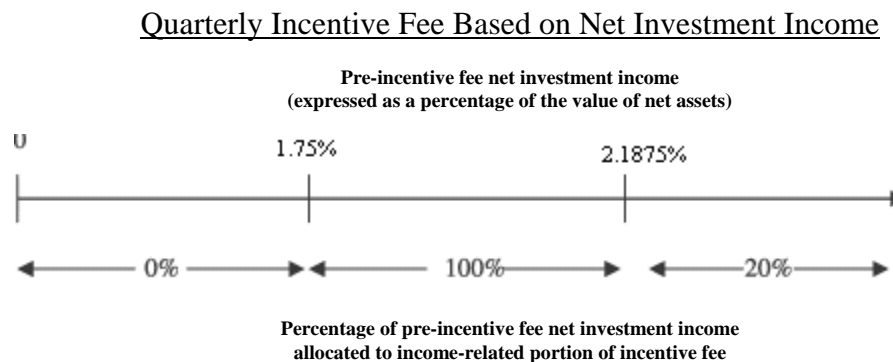 Quarterly Incentive Fee Based on Net Investment Income
Pre-incentive fee net investment income
(expressed as a percentage of the value of net assets)
0 1.75% 2.1875%
0% 100% 20%
Percentage of pre-incentive fee net investment income
allocated to income-related portion of incentive fee